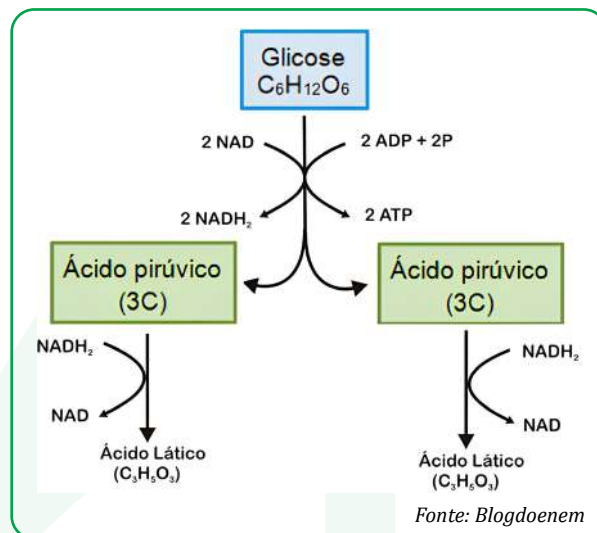 Glicose
C₆H₁₂O₆
2 NAD
2 ADP + 2P
2 NADH₂
2 ATP
Ácido pirúvico
(3C)
Ácido pirúvico
(3C)
NADH₂
NAD
Ácido Lático
(C₃H₅O₃)
NADH₂
NAD
Ácido Lático
(C₃H₅O₃)
Fonte: Blogdoenem